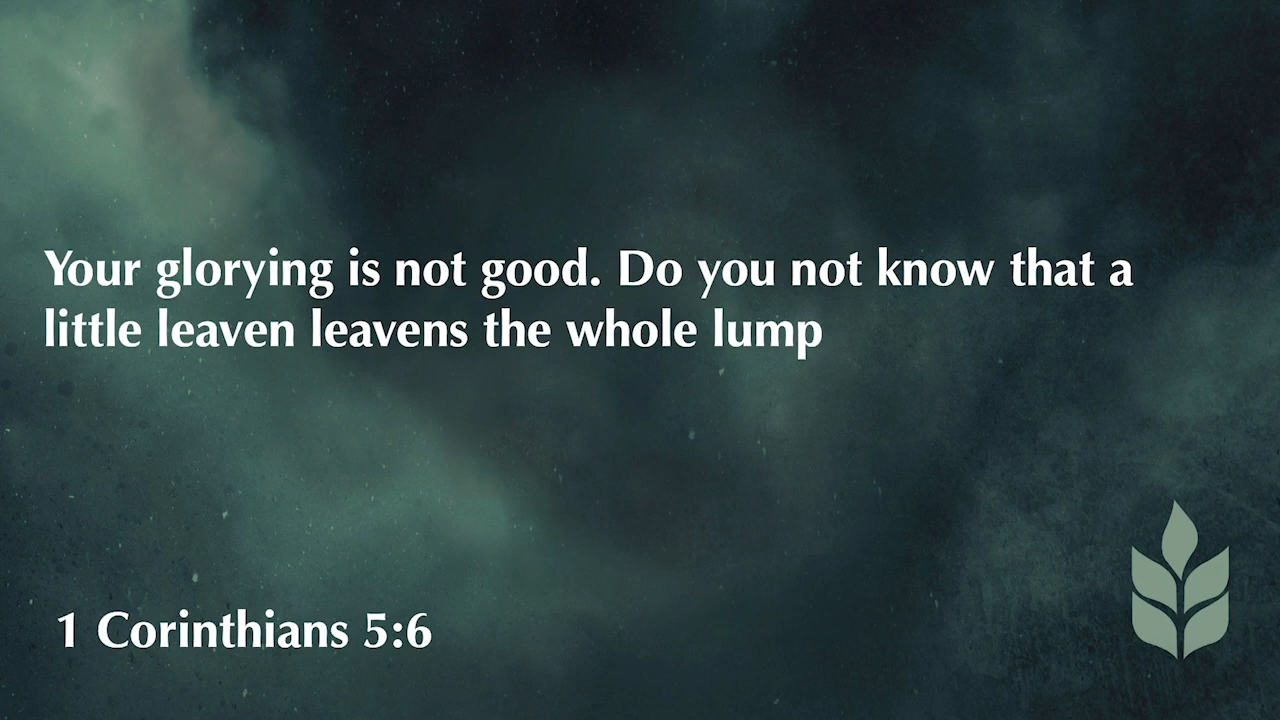 Your glorying is not good. Do you not know that a
little leaven leavens the whole lump
1 Corinthians 5:6